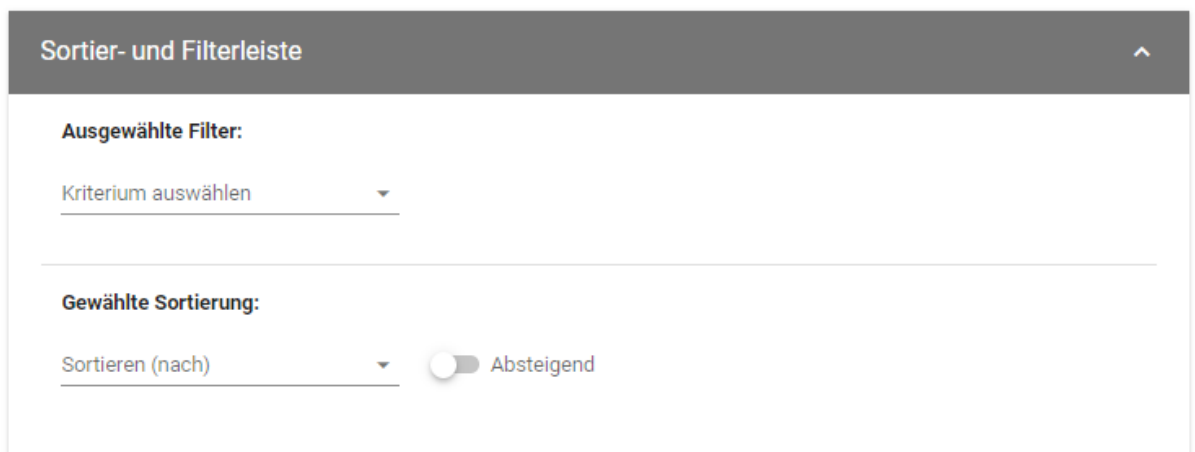 Sortier- und Filterleiste
Ausgewählte Filter:
Kriterium auswählen
Gewählte Sortierung:
Sortieren (nach)
Absteigend